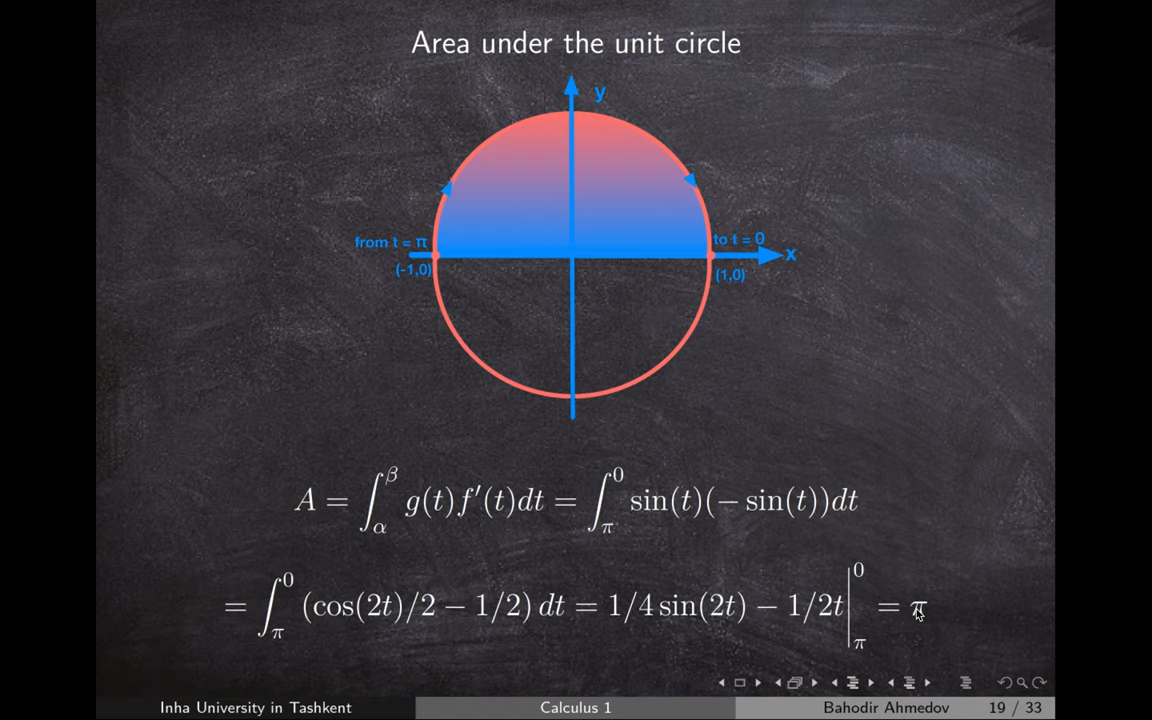 Area under the unit circle
y
from t = π
to t = 0
x
(-1,0)
(1,0)
A = ∫_α^β g(t)f′(t)dt = ∫_π^0 sin(t)(− sin(t))dt
= ∫_π^0 (cos(2t)/2 − 1/2) dt = 1/4 sin(2t) − 1/2t |_π^0 = π
Inha University in Tashkent
Calculus 1
Bahodir Ahmedov
19 / 33